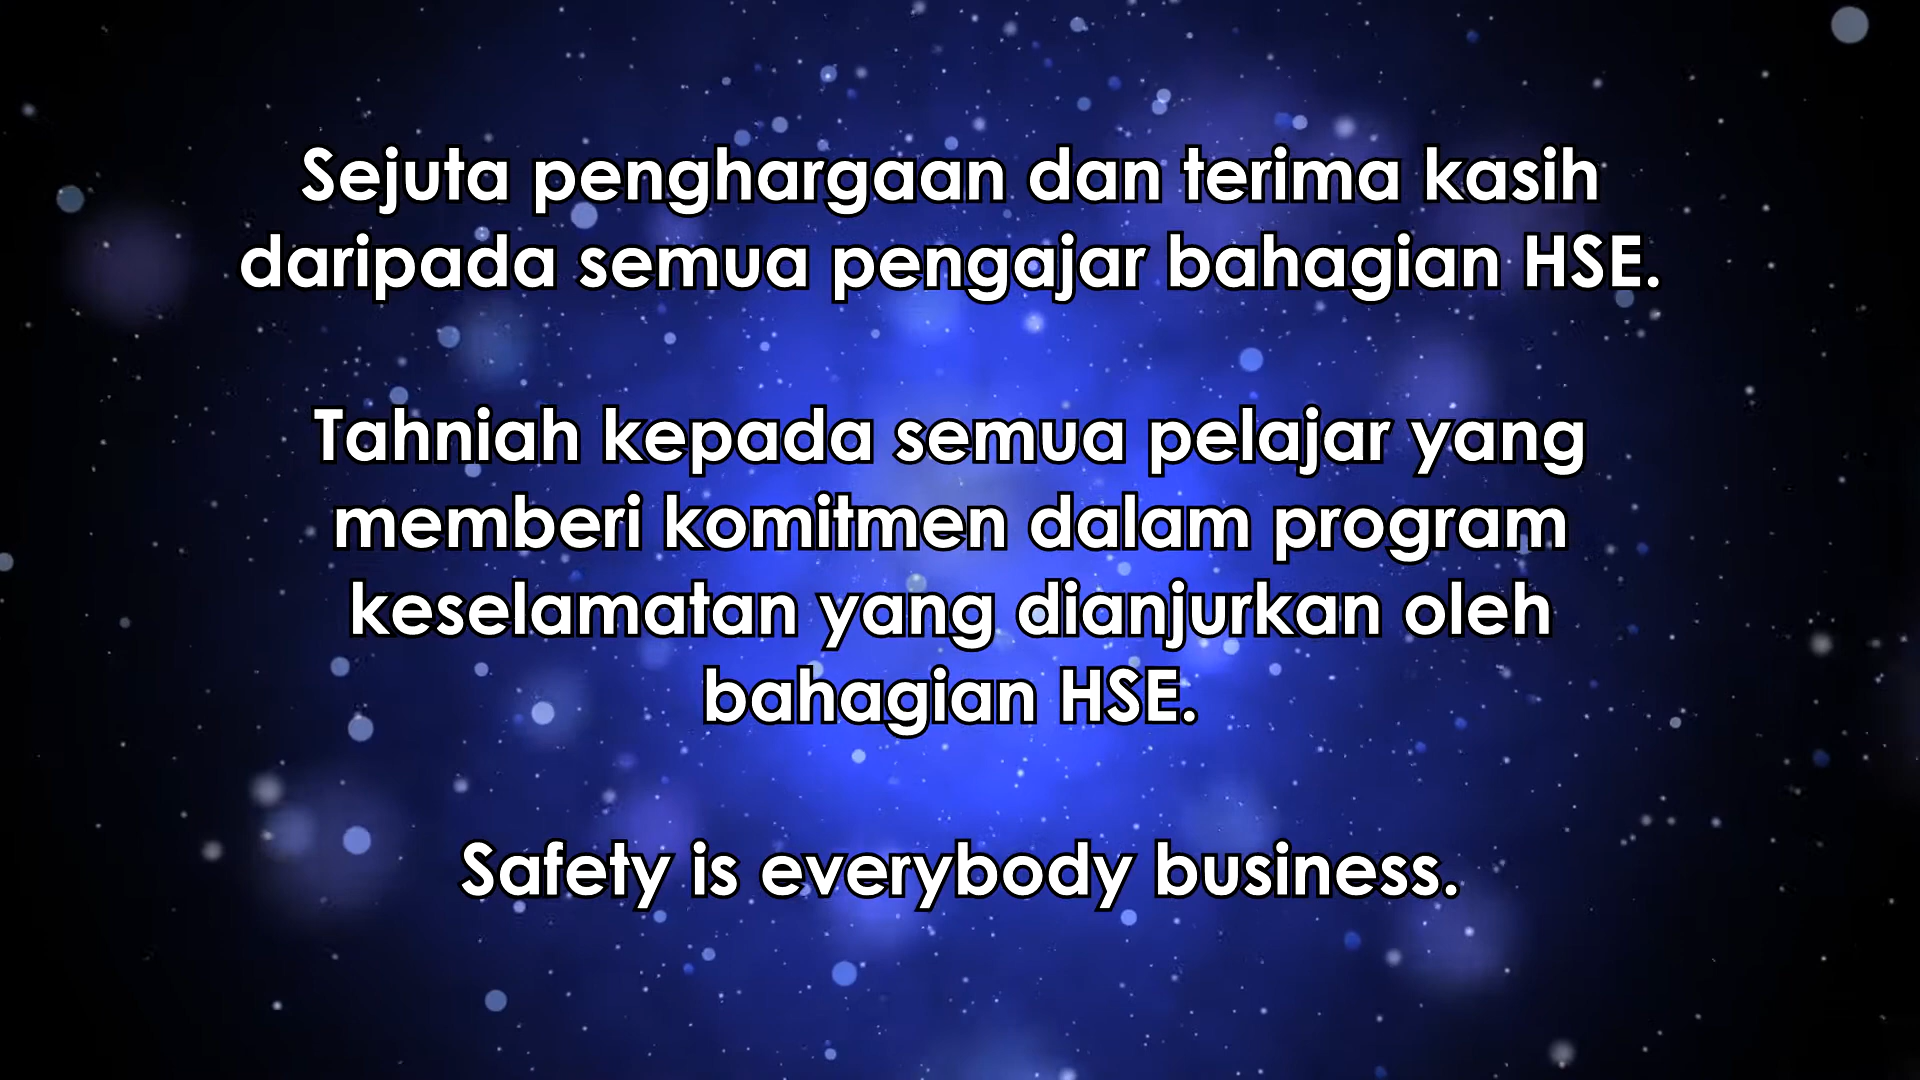 Sejuta penghargaan dan terima kasih
daripada semua pengajar bahagian HSE.
Tahniah kepada semua pelajar yang
memberi komitmen dalam program
keselamatan yang dianjurkan oleh
bahagian HSE.
Safety is everybody business.